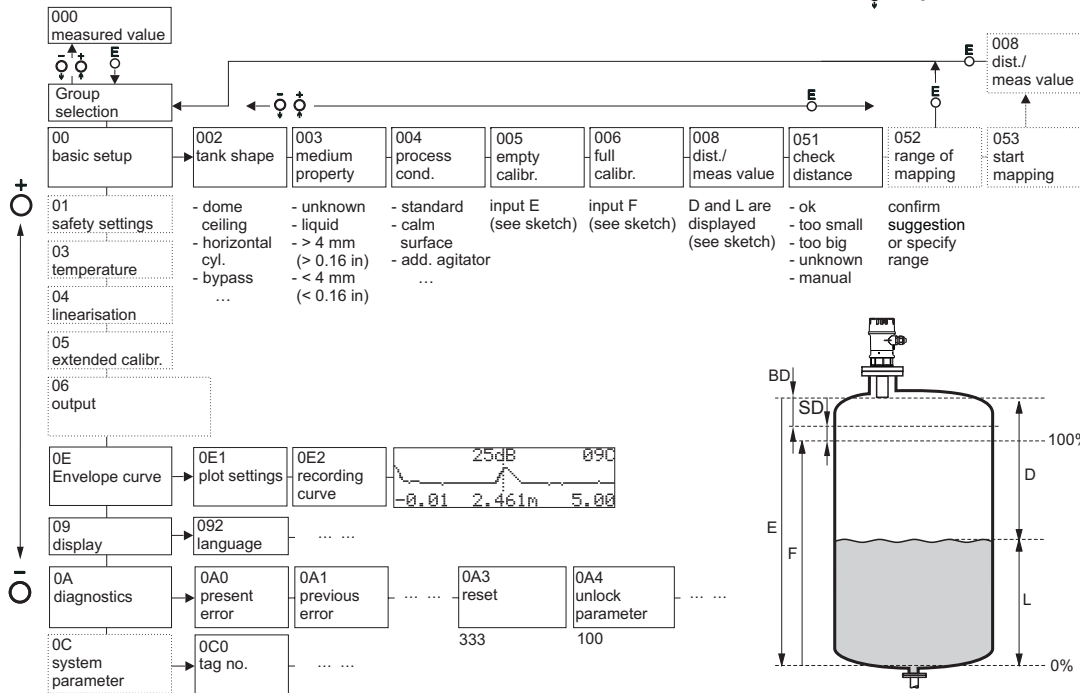 000
measured value
- +
E
Group
selection
- +
E
E
E
008
dist./
meas value
00
basic setup
002
tank shape
003
medium
property
004
process
cond.
005
empty
calibr.
006
full
calibr.
008
dist./
meas value
051
check
distance
052
range of
mapping
053
start
mapping
- dome
ceiling
- horizontal
cyl.
- bypass
...
- unknown
- liquid
- > 4 mm
(> 0.16 in)
- < 4 mm
(< 0.16 in)
- standard
- calm
surface
- add. agitator
...
input E
(see sketch)
input F
(see sketch)
D and L are
displayed
(see sketch)
- ok
- too small
- too big
- unknown
- manual
confirm
suggestion
or specify
range
+
-
01
safety settings
03
temperature
04
linearisation
05
extended calibr.
06
output
0E
Envelope curve
0E1
plot settings
0E2
recording
curve
25dB 09C
-0.01 2.461m 5.00
09
display
092
language
... ...
0A
diagnostics
0A0
present
error
0A1
previous
error
... ...
0A3
reset
0A4
unlock
parameter
... ...
333
100
0C
system
parameter
0C0
tag no.
... ...
BD
SD
100%
D
E
F
L
0%